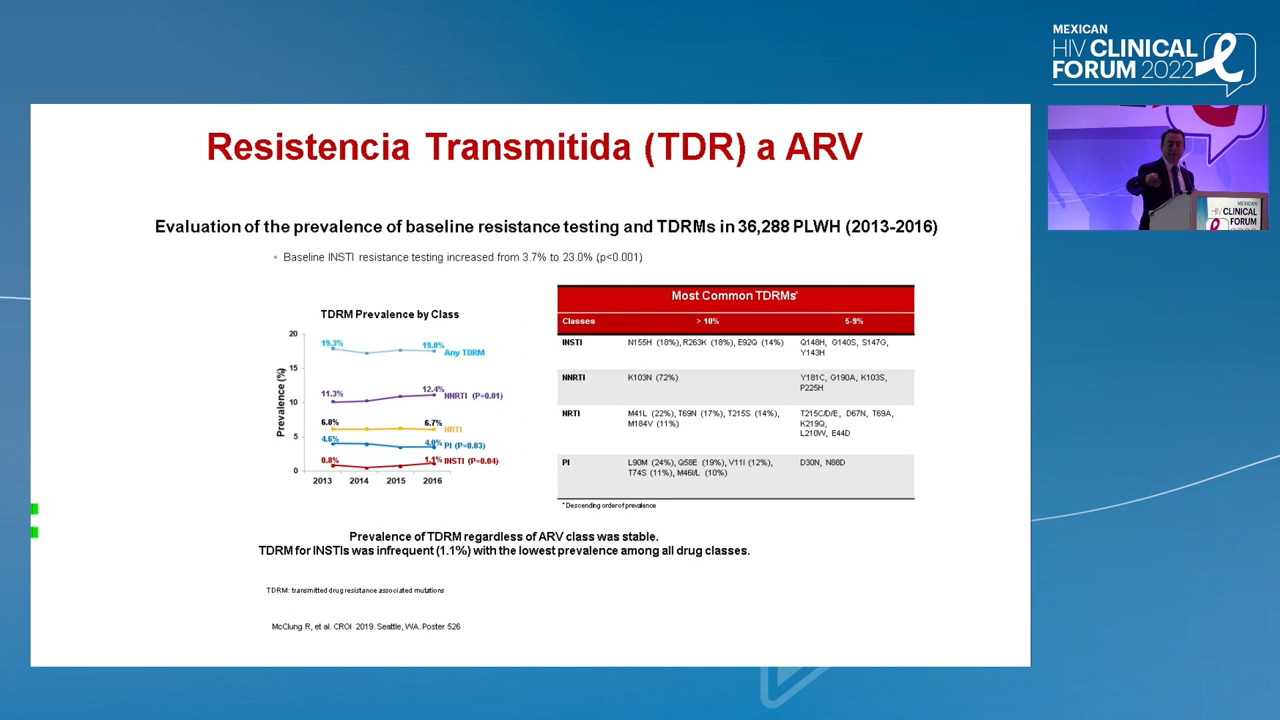 MEXICAN
HIV CLINICAL
FORUM 2022
Resistencia Transmitida (TDR) a ARV
Evaluation of the prevalence of baseline resistance testing and TDRMs in 36,288 PLWH (2013-2016)
Baseline INSTI resistance testing increased from 3.7% to 23.0% (p<0.001)
TDRM Prevalence by Class
Prevalence (%)
20
15
10
5
0
19.3%
19.0%
Any TDRM
11.3%
12.4%
NNRTI (P=0.01)
6.8%
6.7%
NRTI
4.6%
4.0%
PI (P=0.03)
0.8%
1.1%
INSTI (P=0.04)
2013 2014 2015 2016
Most Common TDRMs*
Classes > 10% 5-9%
INSTI N155H (18%), R263K (18%), E92Q (14%) Q148H, G140S, S147G,
Y143H
NNRTI K103N (72%) Y181C, G190A, K103S,
P225H
NRTI M41L (22%), T69N (17%), T215S (14%), T215C/D/E, D67N, T69A,
M184V (11%) K219Q,
L210W, E44D
PI L90M (24%), Q58E (19%), V11I (12%), D30N, N88D
T74S (11%), M46I/L (10%)
* Descending order of prevalence
Prevalence of TDRM regardless of ARV class was stable.
TDRM for INSTIs was infrequent (1.1%) with the lowest prevalence among all drug classes.
TDRM: transmitted drug resistance associated mutations
McClung R, et al. CROI 2019. Seattle, WA. Poster 526
MEXICAN
HIV CLINICAL
FORUM